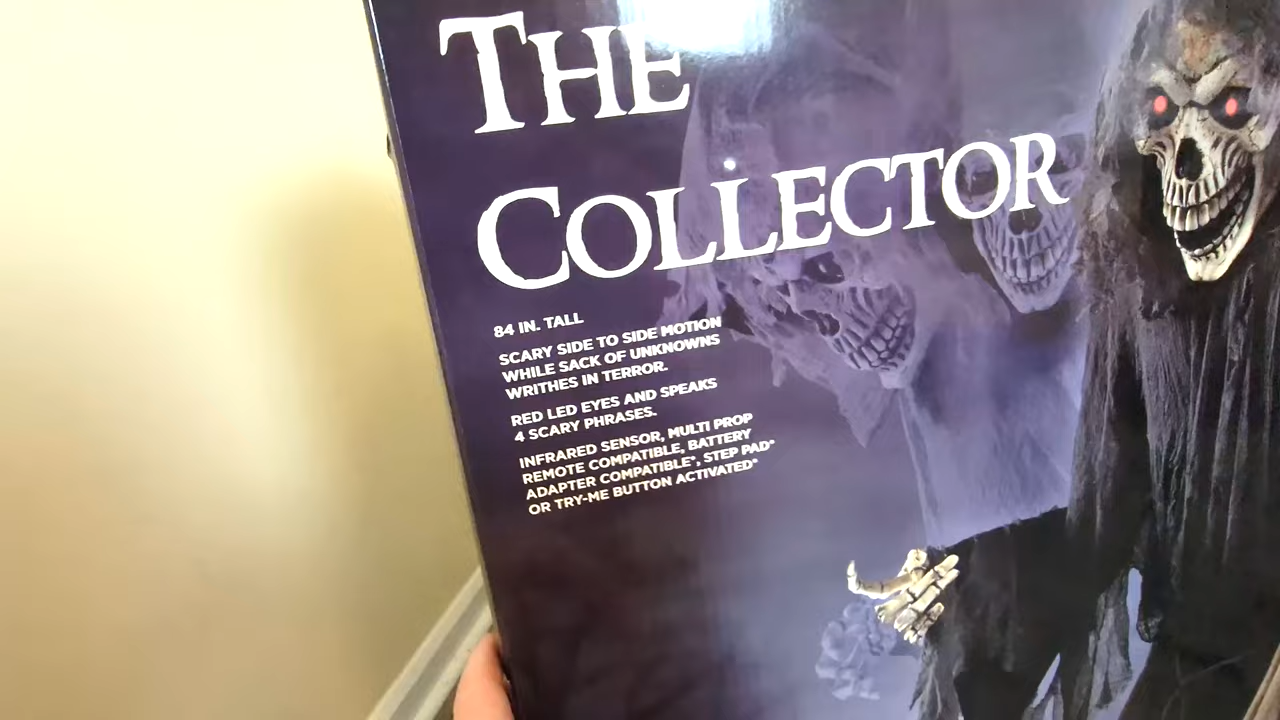 THE
COLLECTOR
84 IN. TALL
SCARY SIDE TO SIDE MOTION
WHILE SACK OF UNKNOWNS
WRITHES IN TERROR.
RED LED EYES AND SPEAKS
4 SCARY PHRASES.
INFRARED SENSOR, MULTI PROP
REMOTE COMPATIBLE, BATTERY
ADAPTER COMPATIBLE*, STEP PAD*
OR TRY-ME BUTTON ACTIVATED*